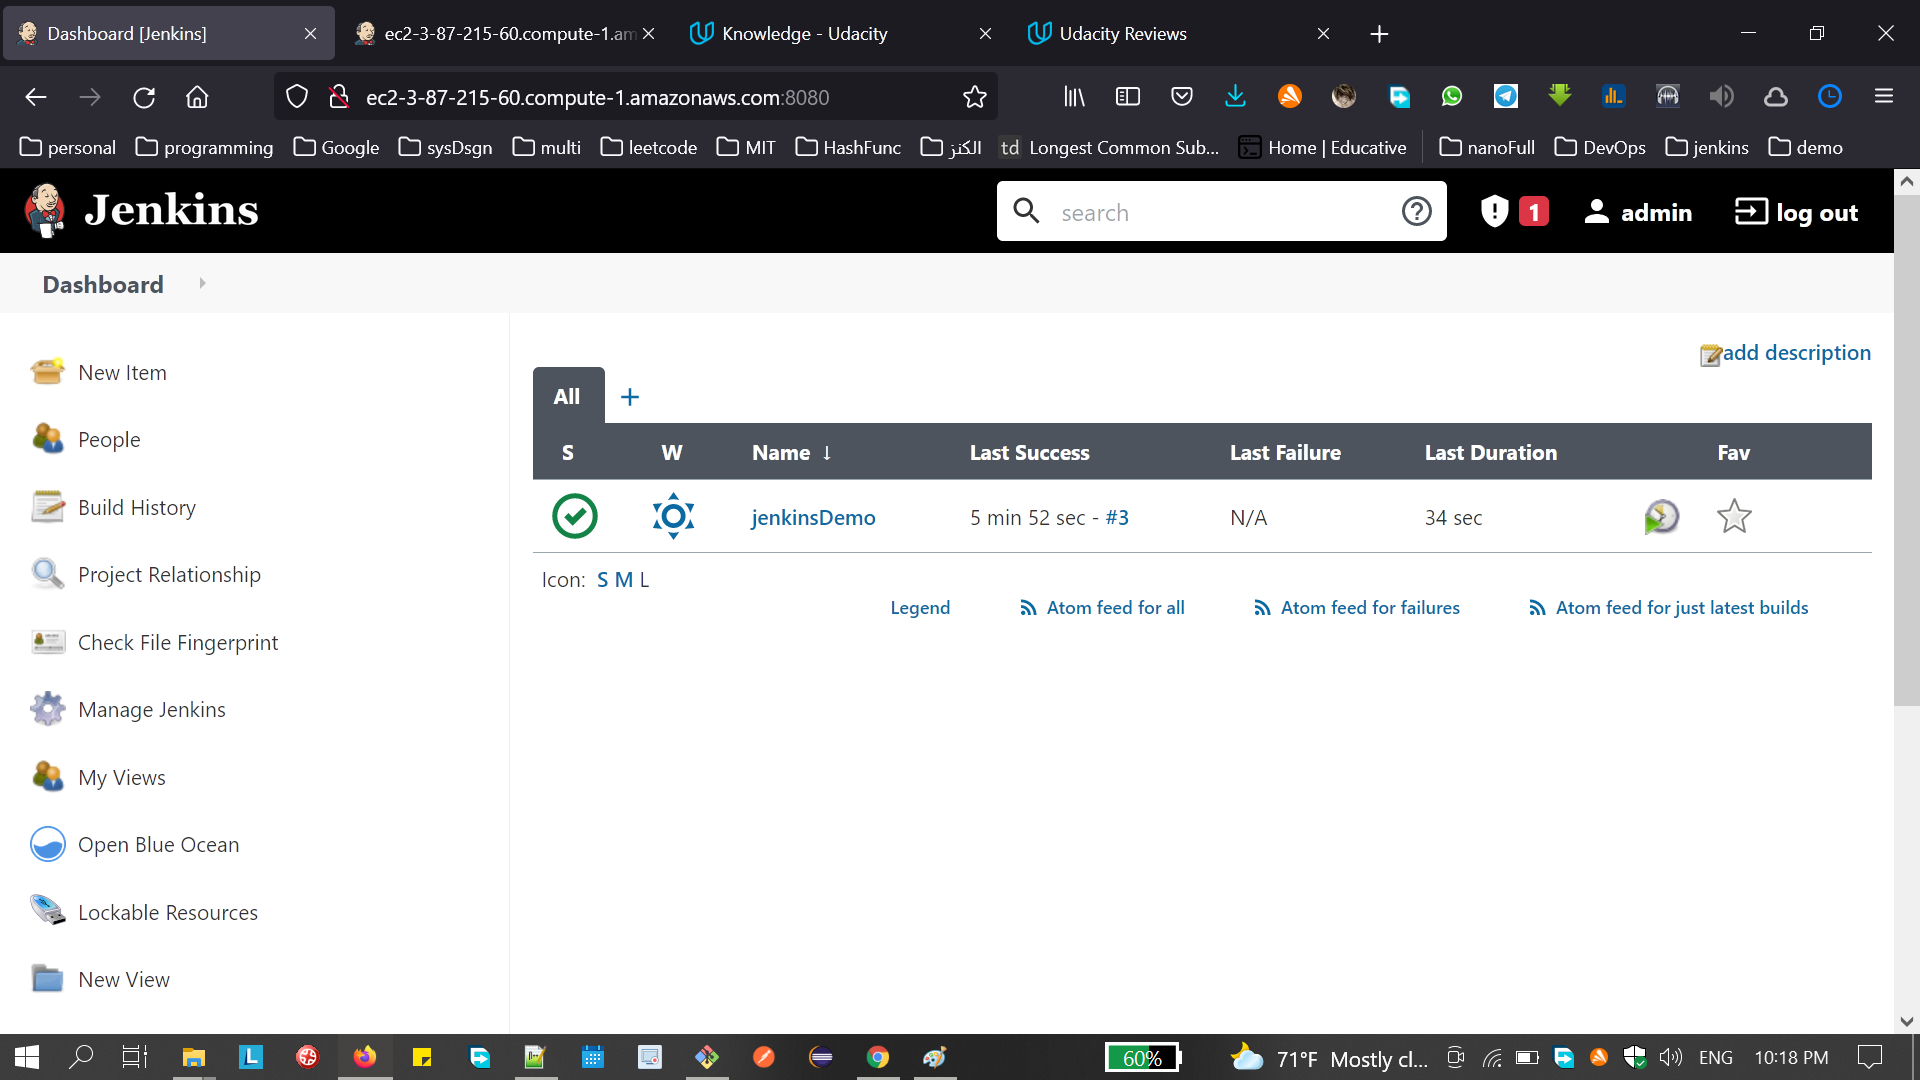 Dashboard [Jenkins]
ec2-3-87-215-60.compute-1.am
Knowledge - Udacity
Udacity Reviews
ec2-3-87-215-60.compute-1.amazonaws.com:8080
personal
programming
Google
sysDsgn
multi
leetcode
MIT
HashFunc
الكنز
td Longest Common Sub...
Home | Educative
nanoFull
DevOps
jenkins
demo
Jenkins
search
1
admin
log out
Dashboard
New Item
People
Build History
Project Relationship
Check File Fingerprint
Manage Jenkins
My Views
Open Blue Ocean
Lockable Resources
New View
add description
All +
S W Name ↓ Last Success Last Failure Last Duration Fav
jenkinsDemo 5 min 52 sec - #3 N/A 34 sec
Icon: S M L
Legend Atom feed for all Atom feed for failures Atom feed for just latest builds
60%
71°F Mostly cl...
ENG
10:18 PM